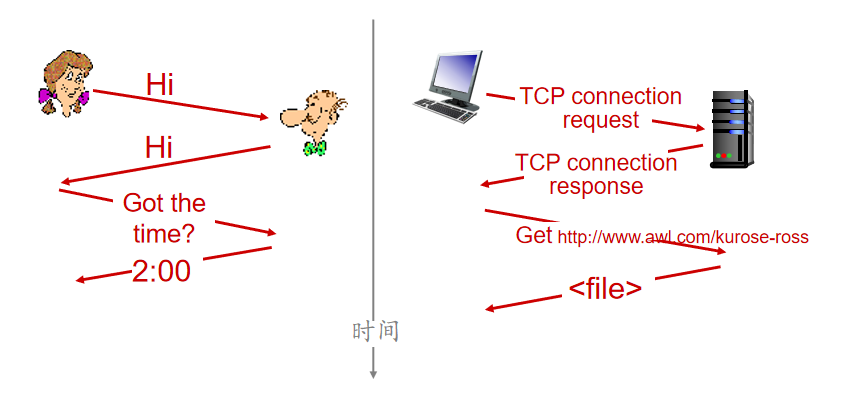 Hi
Hi
Got the
time?
2:00
时间
TCP connection
request
TCP connection
response
Get http://www.awl.com/kurose-ross
<file>